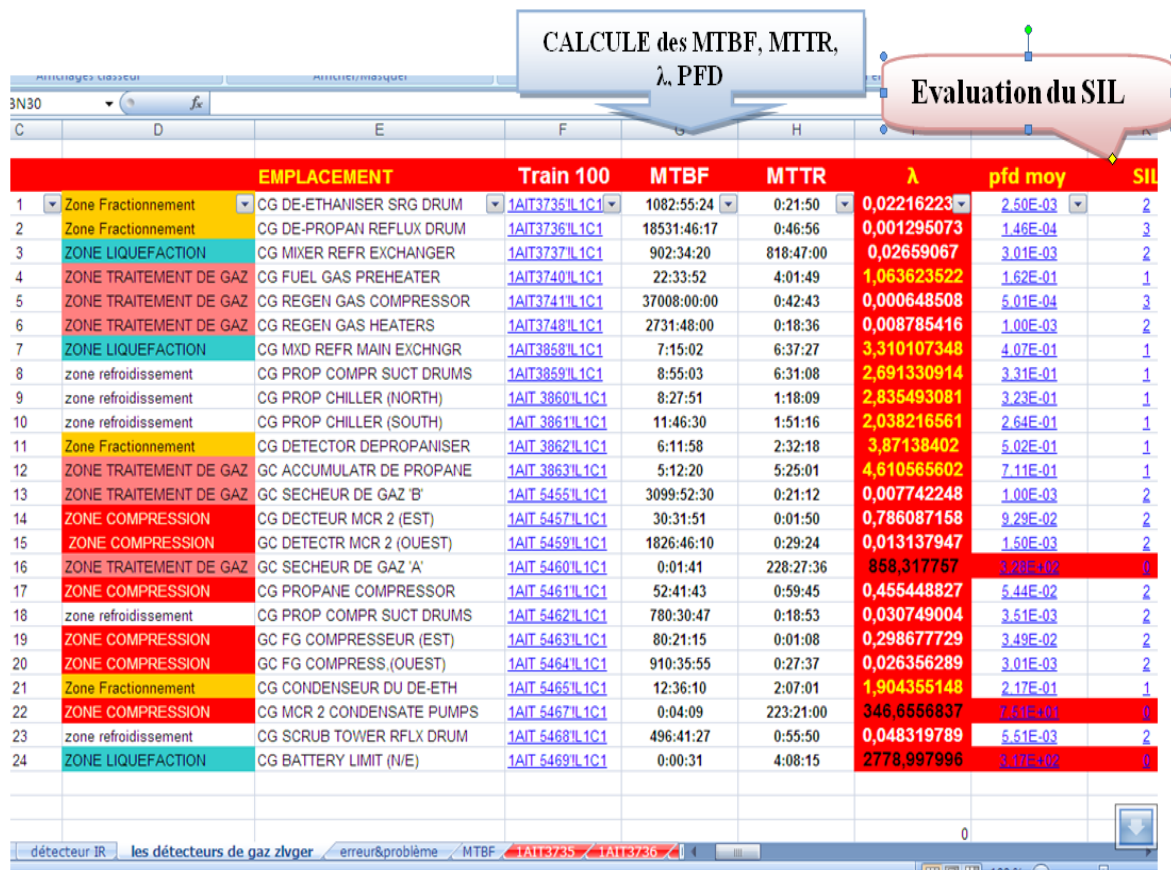 CALCULE des MTBF, MTTR,
λ, PFD
Evaluation du SIL
Affichages classeur Afficher/Masquer
BN30 fx
C D E F G H
EMPLACEMENT Train 100 MTBF MTTR λ pfd moy SIL
1 Zone Fractionnement CG DE-ETHANISER SRG DRUM 1AIT3735'!L1C1 1082:55:24 0:21:50 0,02216223 2.50E-03 2
2 Zone Fractionnement CG DE-PROPAN REFLUX DRUM 1AIT3736'!L1C1 18531:46:17 0:46:56 0,001295073 1.46E-04 3
3 ZONE LIQUEFACTION CG MIXER REFR EXCHANGER 1AIT3737'!L1C1 902:34:20 818:47:00 0,02659067 3.01E-03 2
4 ZONE TRAITEMENT DE GAZ CG FUEL GAS PREHEATER 1AIT3740'!L1C1 22:33:52 4:01:49 1,063623522 1.62E-01 1
5 ZONE TRAITEMENT DE GAZ CG REGEN GAS COMPRESSOR 1AIT3741'!L1C1 37008:00:00 0:42:43 0,000648508 5.01E-04 3
6 ZONE TRAITEMENT DE GAZ CG REGEN GAS HEATERS 1AIT3748'!L1C1 2731:48:00 0:18:36 0,008785416 1.00E-03 2
7 ZONE LIQUEFACTION CG MXD REFR MAIN EXCHNGR 1AIT3858'!L1C1 7:15:02 6:37:27 3,310107348 4.07E-01 1
8 zone refroidissement CG PROP COMPR SUCT DRUMS 1AIT3859'!L1C1 8:55:03 6:31:08 2,691330914 3.31E-01 1
9 zone refroidissement CG PROP CHILLER (NORTH) 1AIT 3860'!L1C1 8:27:51 1:18:09 2,835493081 3.23E-01 1
10 zone refroidissement CG PROP CHILLER (SOUTH) 1AIT 3861'!L1C1 11:46:30 1:51:16 2,038216561 2.64E-01 1
11 Zone Fractionnement CG DETECTOR DEPROPANISER 1AIT 3862'!L1C1 6:11:58 2:32:18 3,87138402 5.02E-01 1
12 ZONE TRAITEMENT DE GAZ GC ACCUMULATR DE PROPANE 1AIT 3863'!L1C1 5:12:20 5:25:01 4,610565602 7.11E-01 1
13 ZONE TRAITEMENT DE GAZ GC SECHEUR DE GAZ 'B' 1AIT 5455'!L1C1 3099:52:30 0:21:12 0,007742248 1.00E-03 2
14 ZONE COMPRESSION CG DECTEUR MCR 2 (EST) 1AIT 5457'!L1C1 30:31:51 0:01:50 0,786087158 9.29E-02 2
15 ZONE COMPRESSION GC DETECTR MCR 2 (OUEST) 1AIT 5459'!L1C1 1826:46:10 0:29:24 0,013137947 1.50E-03 2
16 ZONE TRAITEMENT DE GAZ GC SECHEUR DE GAZ 'A' 1AIT 5460'!L1C1 0:01:41 228:27:36 858,317757 3.28E+02 0
17 ZONE COMPRESSION CG PROPANE COMPRESSOR 1AIT 5461'!L1C1 52:41:43 0:59:45 0,455448827 5.44E-02 2
18 zone refroidissement CG PROP COMPR SUCT DRUMS 1AIT 5462'!L1C1 780:30:47 0:18:53 0,030749004 3.51E-03 2
19 ZONE COMPRESSION GC FG COMPRESSEUR (EST) 1AIT 5463'!L1C1 80:21:15 0:01:08 0,298677729 3.49E-02 2
20 ZONE COMPRESSION GC FG COMPRESS,(OUEST) 1AIT 5464'!L1C1 910:35:55 0:27:37 0,026356289 3.01E-03 2
21 Zone Fractionnement CG CONDENSEUR DU DE-ETH 1AIT 5465'!L1C1 12:36:10 2:07:01 1,904355148 2.17E-01 1
22 ZONE COMPRESSION CG MCR 2 CONDENSATE PUMPS 1AIT 5467'!L1C1 0:04:09 223:21:00 346,6556837 7.51E+01 0
23 zone refroidissement CG SCRUB TOWER RFLX DRUM 1AIT 5468'!L1C1 496:41:27 0:55:50 0,048319789 5.51E-03 2
24 ZONE LIQUEFACTION CG BATTERY LIMIT (N/E) 1AIT 5469'!L1C1 0:00:31 4:08:15 2778,997996 3.17E+02 0
0
détecteur IR les détecteurs de gaz zlvger erreur&problème MTBF 1AIT3735 1AIT3736